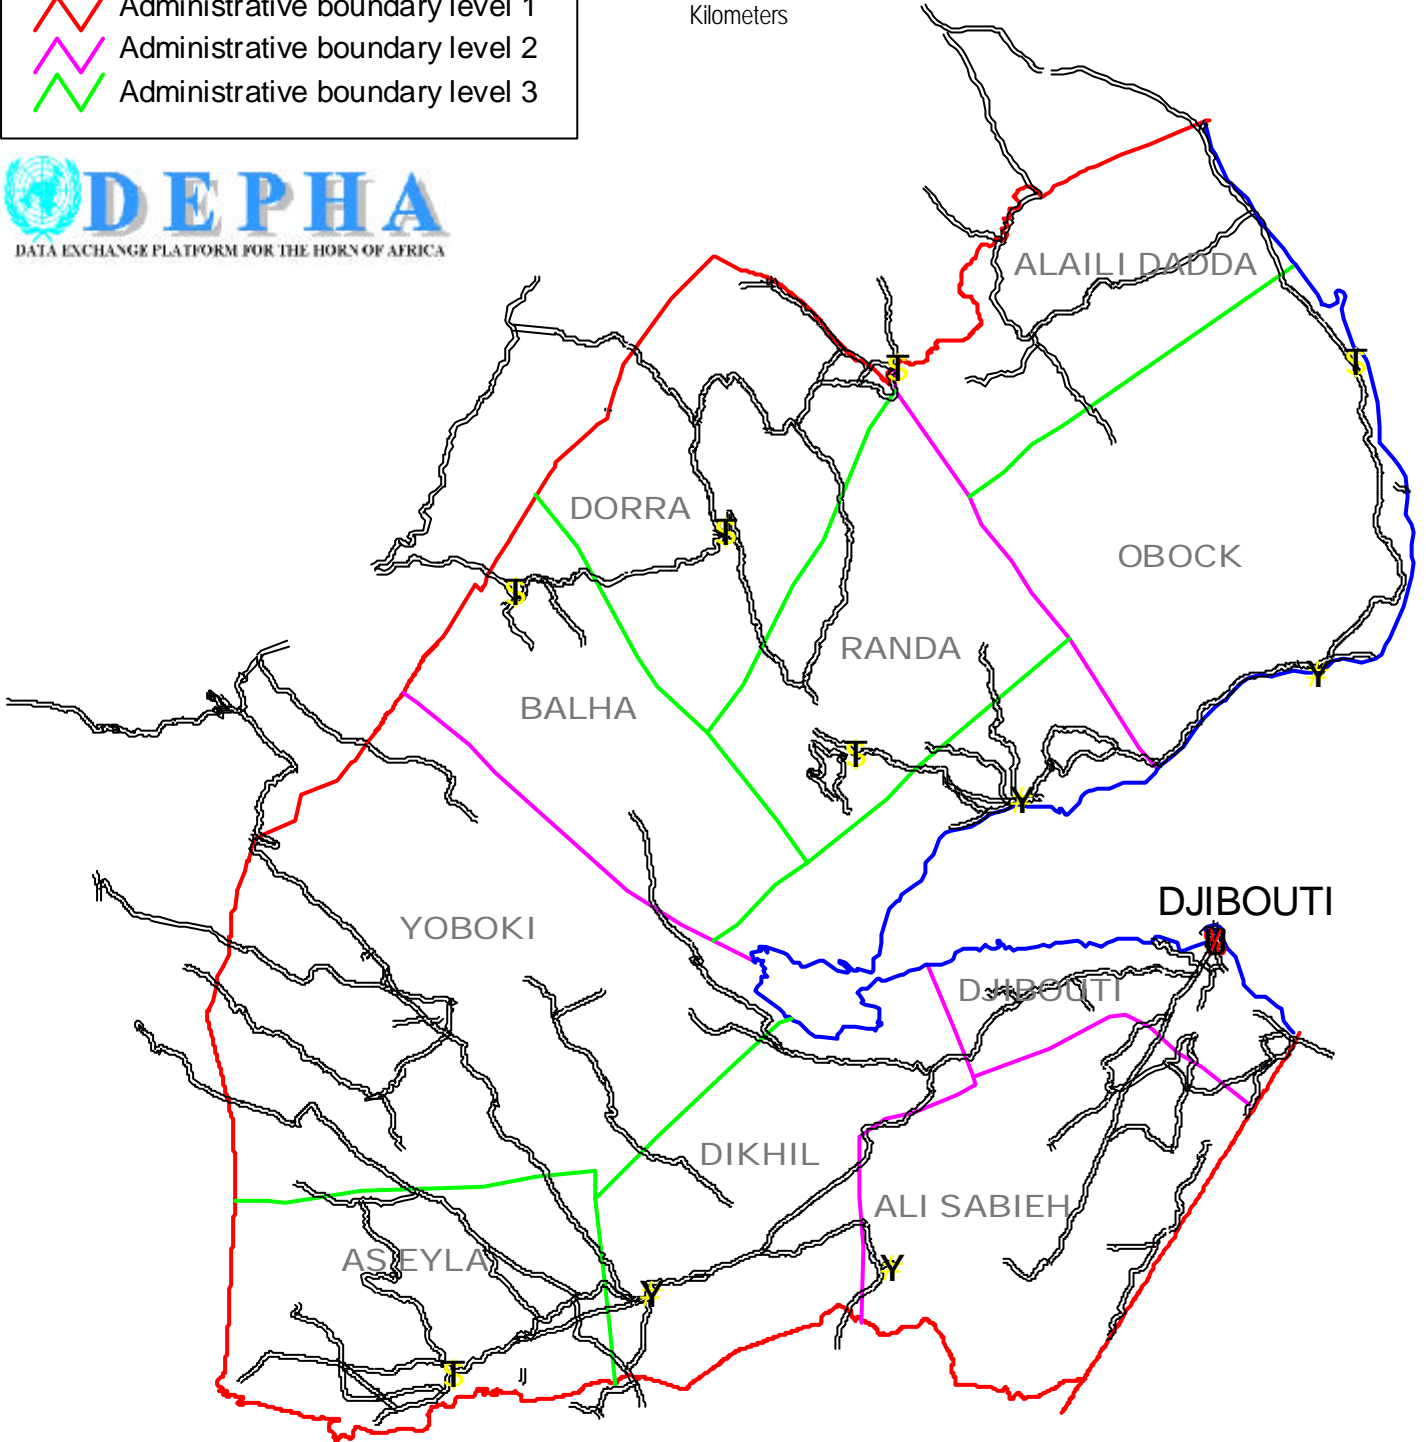 Administrative boundary level 1
Kilometers
Administrative boundary level 2
Administrative boundary level 3
DEPHA
DATA EXCHANGE PLATFORM FOR THE HORN OF AFRICA
ALAILI DADDA
T
T
DORRA
T
OBOCK
T
RANDA
Y
BALHA
T
Y
DJIBOUTI
YOBOKI
DJIBOUTI
DIKHIL
ALI SABIEH
AS EYLA
Y
Y
T